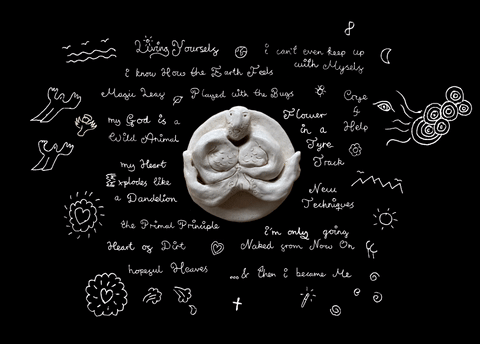 Living Yourself
i can't even keep up
with Myself
i know How the Earth Feels
Magic Leaf
Played with the Bugs
Cage
&
Help
my God is a
Wild Animal
Flower
in a
Tyre
Track
my Heart
Explodes like
a Dandelion
New
Techniques
the Primal Principle
i'm only going
Naked from Now On
Heart of Dirt
hopeful Heaves
...& then i became Me